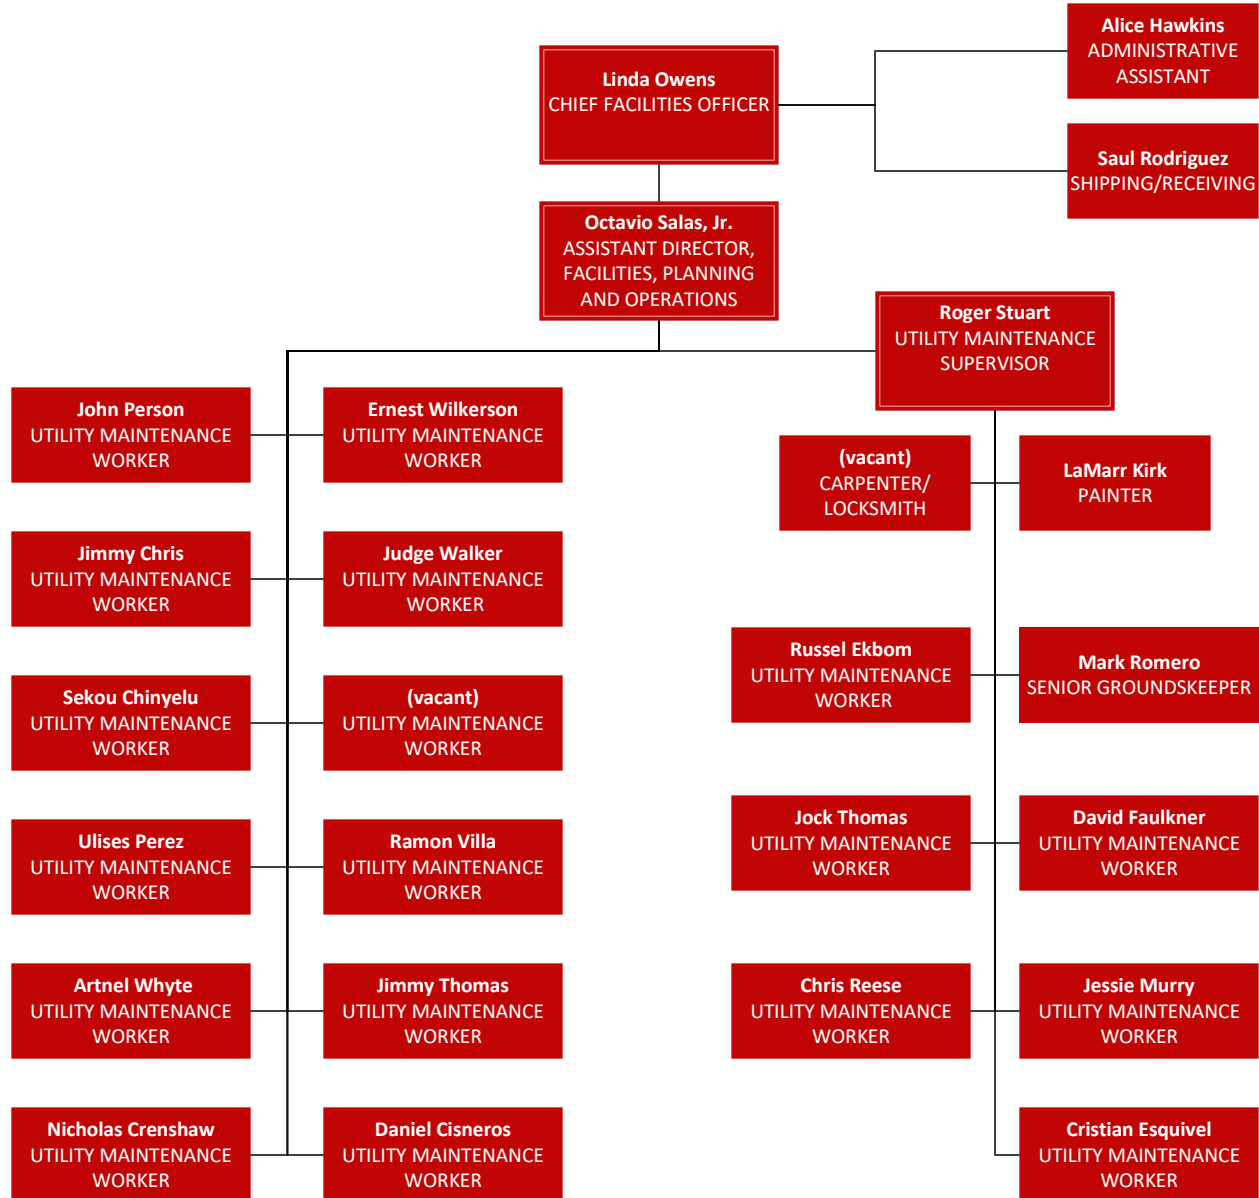 Alice Hawkins
ADMINISTRATIVE
ASSISTANT
Linda Owens
CHIEF FACILITIES OFFICER
Saul Rodriguez
SHIPPING/RECEIVING
Octavio Salas, Jr.
ASSISTANT DIRECTOR,
FACILITIES, PLANNING
AND OPERATIONS
Roger Stuart
UTILITY MAINTENANCE
SUPERVISOR
John Person
UTILITY MAINTENANCE
WORKER
Ernest Wilkerson
UTILITY MAINTENANCE
WORKER
(vacant)
CARPENTER/
LOCKSMITH
LaMarr Kirk
PAINTER
Jimmy Chris
UTILITY MAINTENANCE
WORKER
Judge Walker
UTILITY MAINTENANCE
WORKER
Russel Ekbom
UTILITY MAINTENANCE
WORKER
Mark Romero
SENIOR GROUNDSKEEPER
Sekou Chinyelu
UTILITY MAINTENANCE
WORKER
(vacant)
UTILITY MAINTENANCE
WORKER
Jock Thomas
UTILITY MAINTENANCE
WORKER
David Faulkner
UTILITY MAINTENANCE
WORKER
Ulises Perez
UTILITY MAINTENANCE
WORKER
Ramon Villa
UTILITY MAINTENANCE
WORKER
Artnel Whyte
UTILITY MAINTENANCE
WORKER
Jimmy Thomas
UTILITY MAINTENANCE
WORKER
Chris Reese
UTILITY MAINTENANCE
WORKER
Jessie Murry
UTILITY MAINTENANCE
WORKER
Nicholas Crenshaw
UTILITY MAINTENANCE
WORKER
Daniel Cisneros
UTILITY MAINTENANCE
WORKER
Cristian Esquivel
UTILITY MAINTENANCE
WORKER